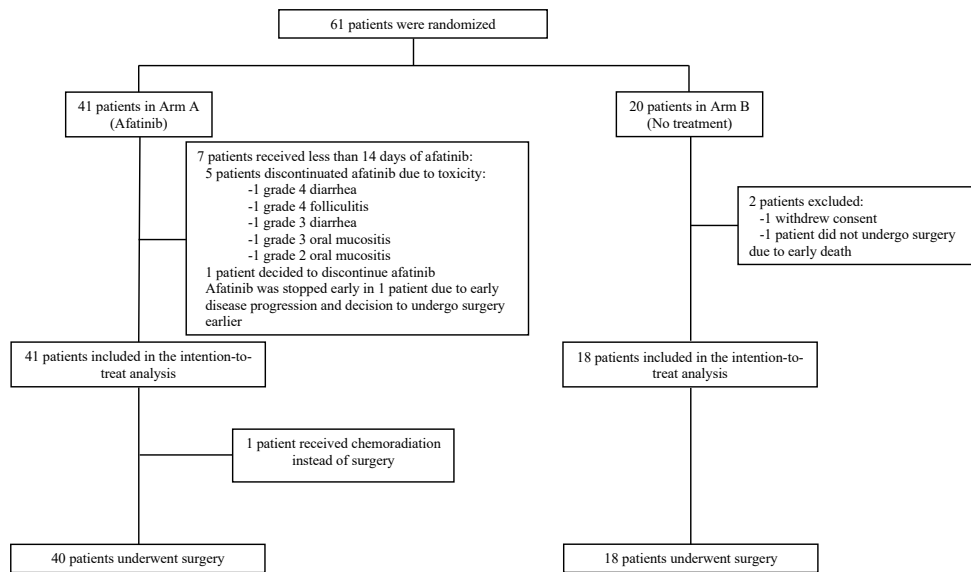 61 patients were randomized
41 patients in Arm A
(Afatinib)
20 patients in Arm B
(No treatment)
7 patients received less than 14 days of afatinib:
5 patients discontinuated afatinib due to toxicity:
-1 grade 4 diarrhea
-1 grade 4 folliculitis
-1 grade 3 diarrhea
-1 grade 3 oral mucositis
-1 grade 2 oral mucositis
1 patient decided to discontinue afatinib
Afatinib was stopped early in 1 patient due to early
disease progression and decision to undergo surgery
earlier
2 patients excluded:
-1 withdrew consent
-1 patient did not undergo surgery
due to early death
41 patients included in the intention-to-
treat analysis
18 patients included in the intention-to-
treat analysis
1 patient received chemoradiation
instead of surgery
40 patients underwent surgery
18 patients underwent surgery